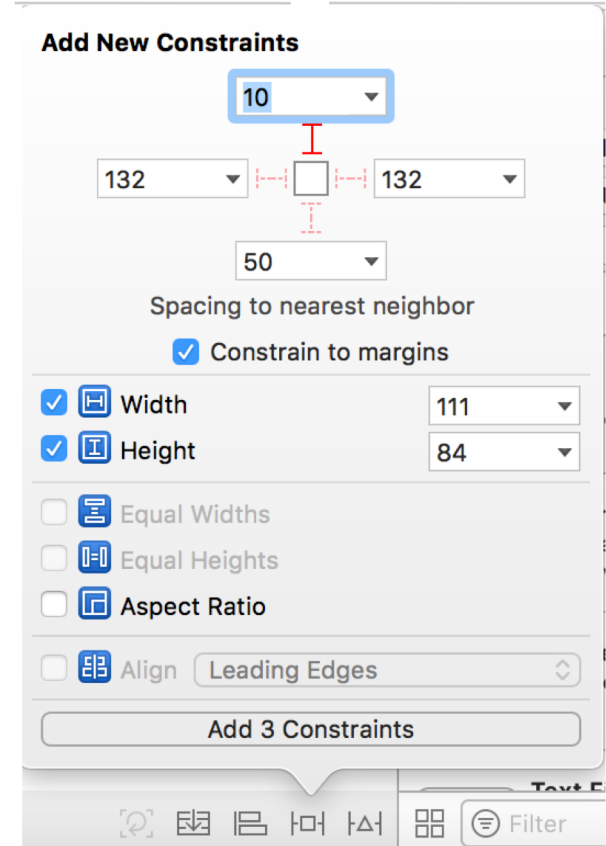 Add New Constraints
10
132 132
50
Spacing to nearest neighbor
Constrain to margins
Width 111
Height 84
Equal Widths
Equal Heights
Aspect Ratio
Align Leading Edges
Add 3 Constraints
Filter